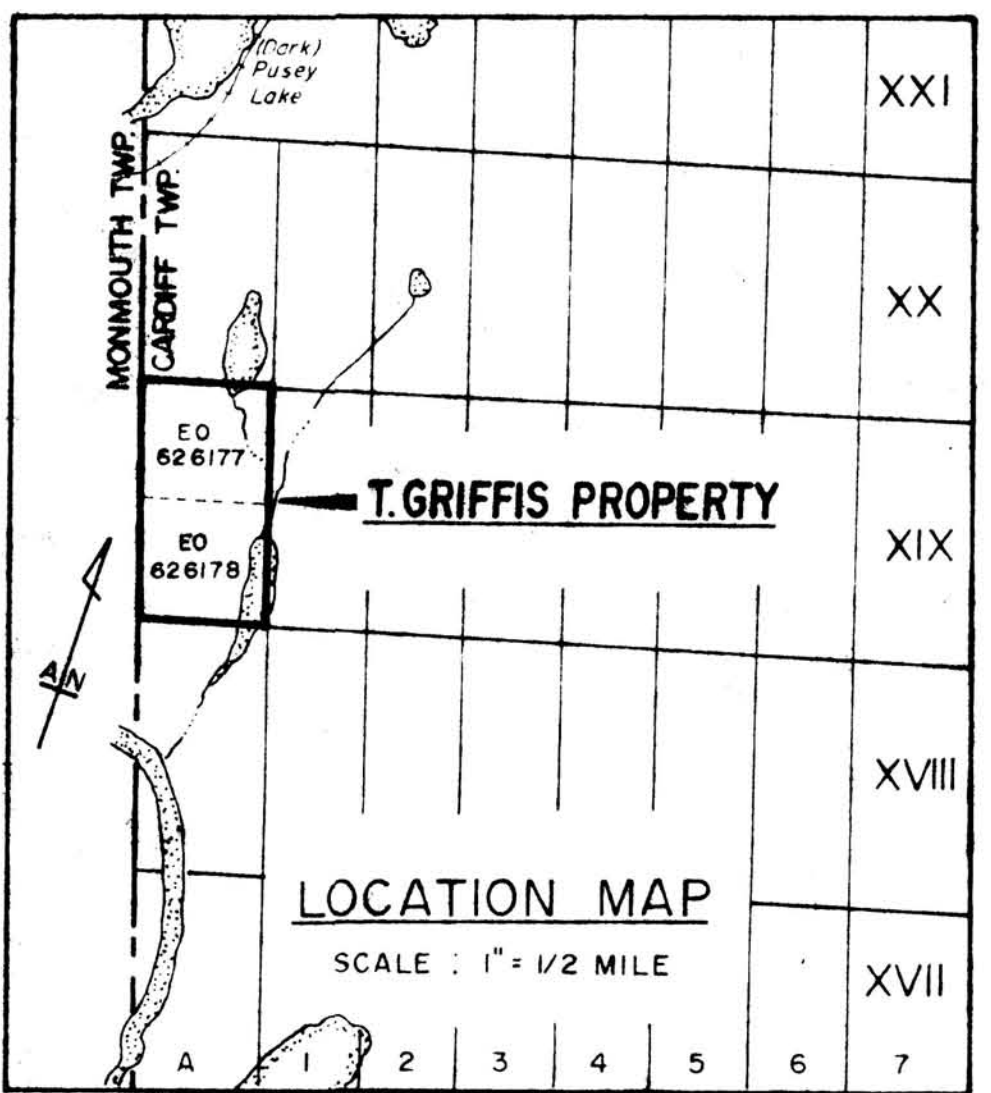 (Dark)
Pusey
Lake
XXI
MONMOUTH TWP.
CARDIFF TWP.
XX
EO
626177
T. GRIFFIS PROPERTY
EO
626178
XIX
AN
XVIII
LOCATION MAP
SCALE : 1" = 1/2 MILE
XVII
A 1 2 3 4 5 6 7